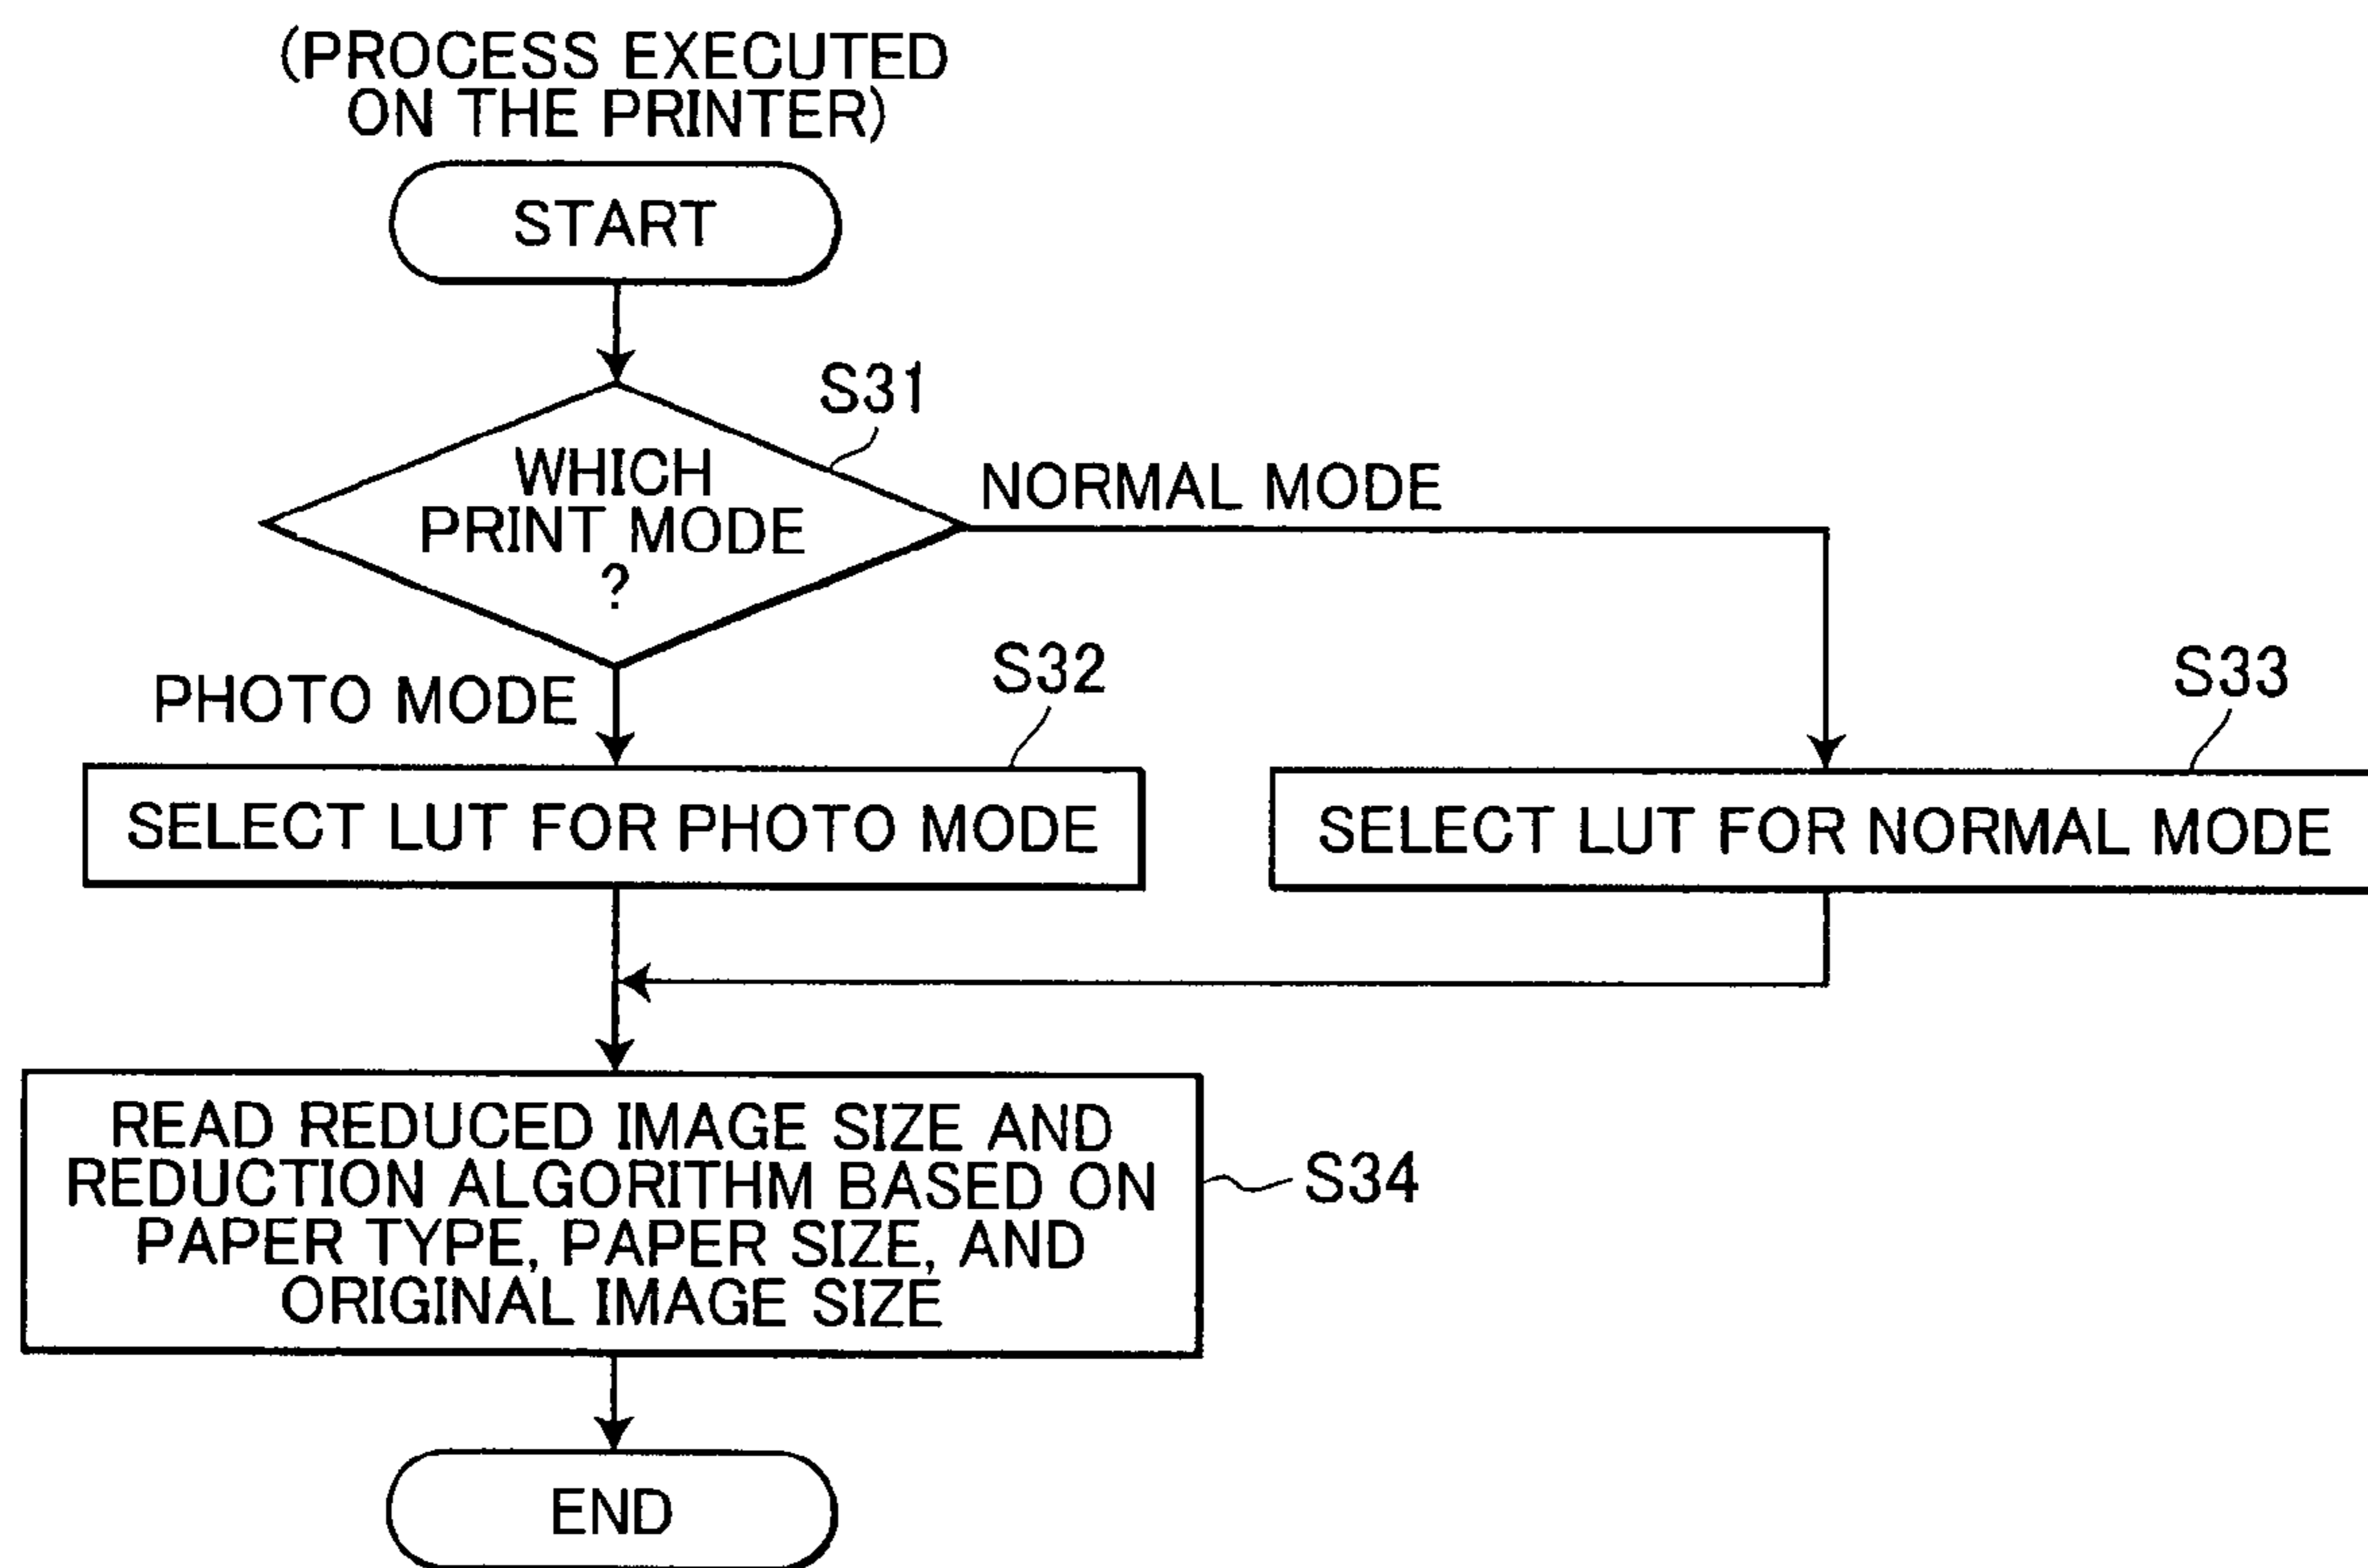 (PROCESS EXECUTED
ON THE PRINTER)
START
S31
WHICH
PRINT MODE
?
NORMAL MODE
PHOTO MODE
S32
S33
SELECT LUT FOR PHOTO MODE
SELECT LUT FOR NORMAL MODE
READ REDUCED IMAGE SIZE AND
REDUCTION ALGORITHM BASED ON
PAPER TYPE, PAPER SIZE, AND
ORIGINAL IMAGE SIZE
S34
END